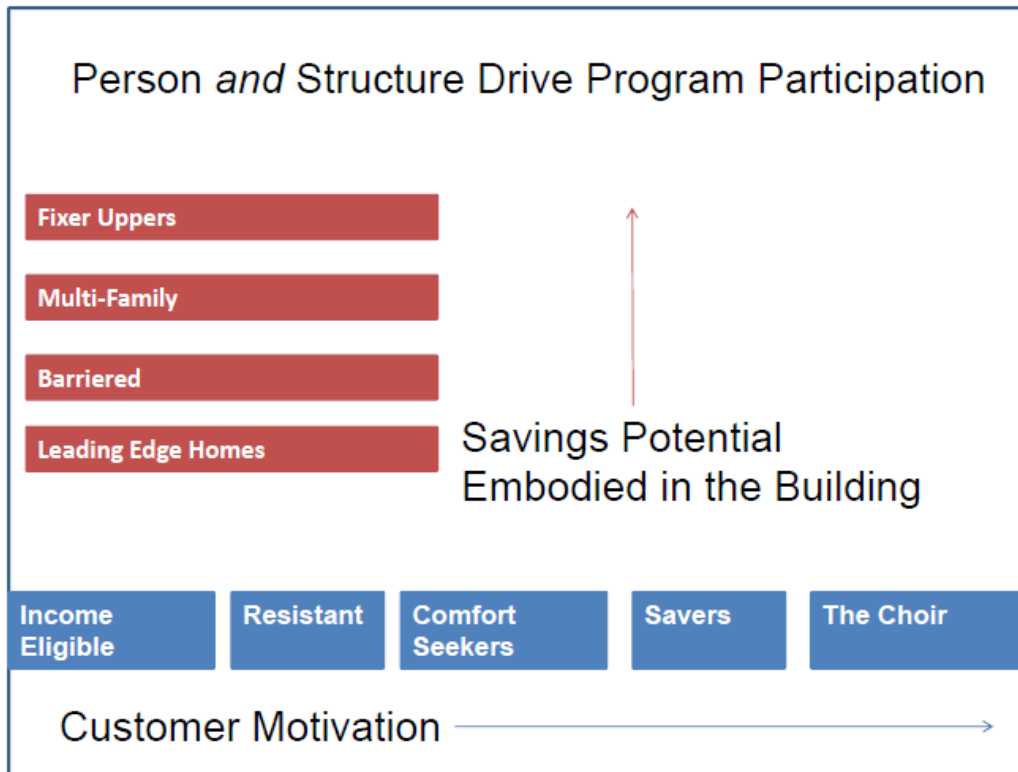 Person and Structure Drive Program Participation
Fixer Uppers
Multi-Family
Barriered
Leading Edge Homes
Savings Potential
Embodied in the Building
Income
Eligible
Resistant
Comfort
Seekers
Savers
The Choir
Customer Motivation